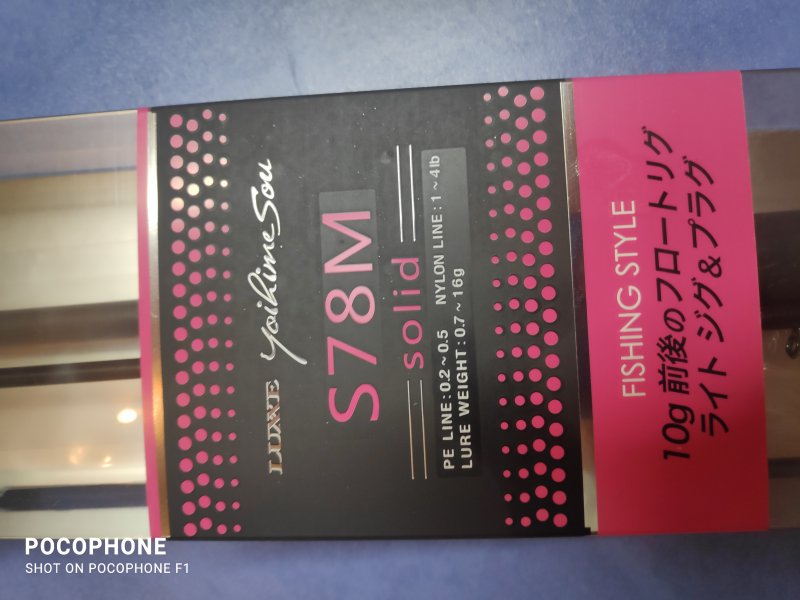 LUXXE Yoihime Sou
S78M
solid
PE LINE:0.2~0.5 NYLON LINE:1~4lb
LURE WEIGHT:0.7~16g
FISHING STYLE
10g前後のフロートリグ
ライト ジグ&プラグ
POCOPHONE
SHOT ON POCOPHONE F1